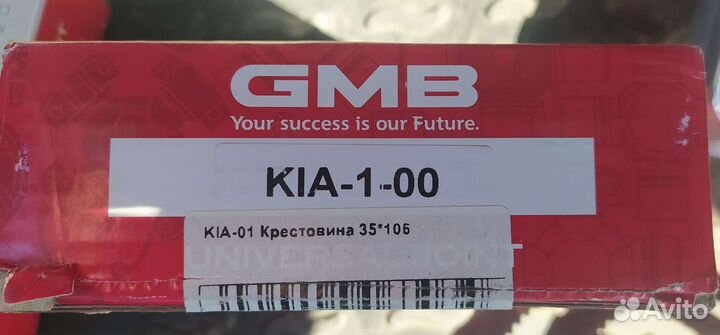 GMB
Your success is our Future.
KIA-1-00
KIA-01 Крестовина 35*106
UNIVERSAL JOINT
Avito